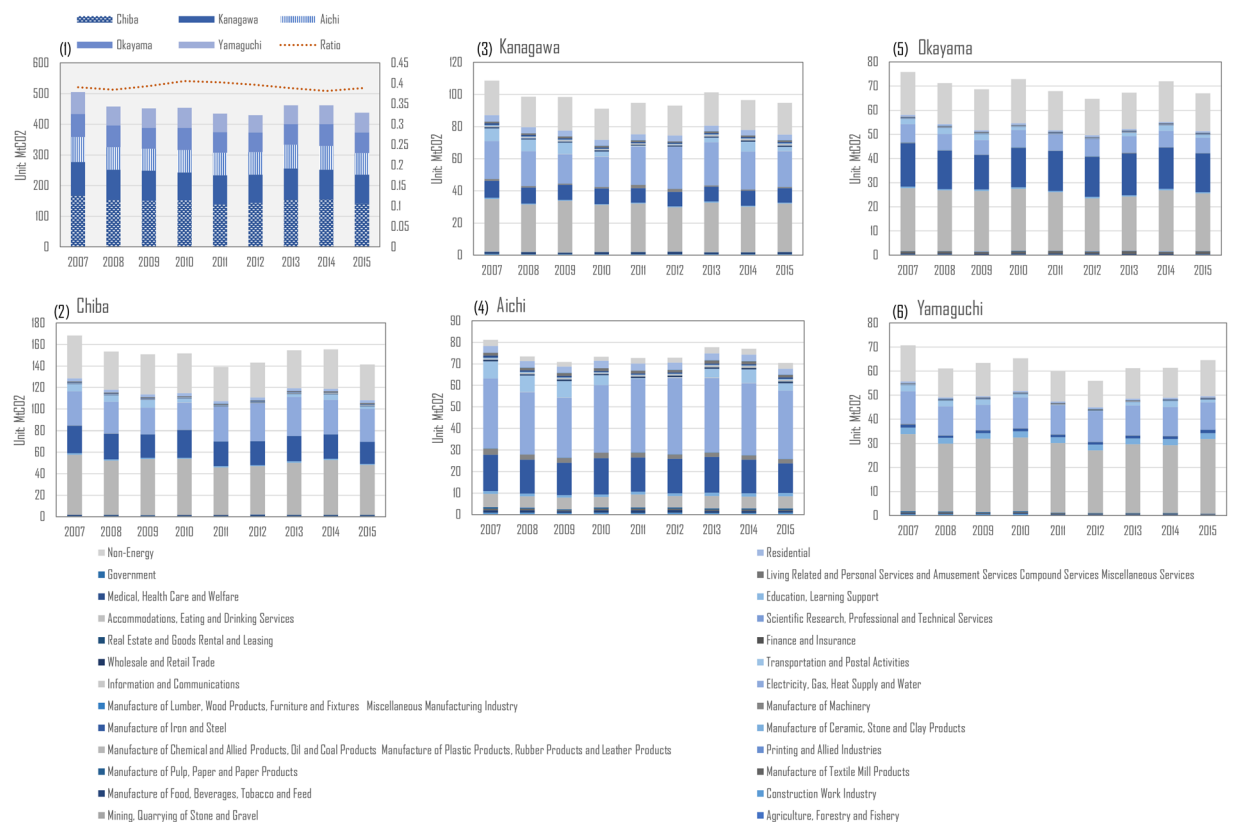 Chiba Kanagawa Aichi
Okayama Yamaguchi Ratio
(1)
Unit: MtCO2
600
500
400
300
200
100
0
0.45
0.4
0.35
0.3
0.25
0.2
0.15
0.1
0.05
0
2007 2008 2009 2010 2011 2012 2013 2014 2015
(3) Kanagawa
Unit: MtCO2
120
100
80
60
40
20
0
2007 2008 2009 2010 2011 2012 2013 2014 2015
(5) Okayama
Unit: MtCO2
80
70
60
50
40
30
20
10
0
2007 2008 2009 2010 2011 2012 2013 2014 2015
(2) Chiba
Unit: MtCO2
180
160
140
120
100
80
60
40
20
0
2007 2008 2009 2010 2011 2012 2013 2014 2015
(4) Aichi
Unit: MtCO2
90
80
70
60
50
40
30
20
10
0
2007 2008 2009 2010 2011 2012 2013 2014 2015
(6) Yamaguchi
Unit: MtCO2
80
70
60
50
40
30
20
10
0
2007 2008 2009 2010 2011 2012 2013 2014 2015
Non-Energy
Residential
Government
Living Related and Personal Services and Amusement Services Compound Services Miscellaneous Services
Medical, Health Care and Welfare
Education, Learning Support
Accommodations, Eating and Drinking Services
Scientific Research, Professional and Technical Services
Real Estate and Goods Rental and Leasing
Finance and Insurance
Wholesale and Retail Trade
Transportation and Postal Activities
Information and Communications
Electricity, Gas, Heat Supply and Water
Manufacture of Lumber, Wood Products, Furniture and Fixtures Miscellaneous Manufacturing Industry
Manufacture of Machinery
Manufacture of Iron and Steel
Manufacture of Ceramic, Stone and Clay Products
Manufacture of Chemical and Allied Products, Oil and Coal Products Manufacture of Plastic Products, Rubber Products and Leather Products
Printing and Allied Industries
Manufacture of Pulp, Paper and Paper Products
Manufacture of Textile Mill Products
Manufacture of Food, Beverages, Tobacco and Feed
Construction Work Industry
Mining, Quarrying of Stone and Gravel
Agriculture, Forestry and Fishery